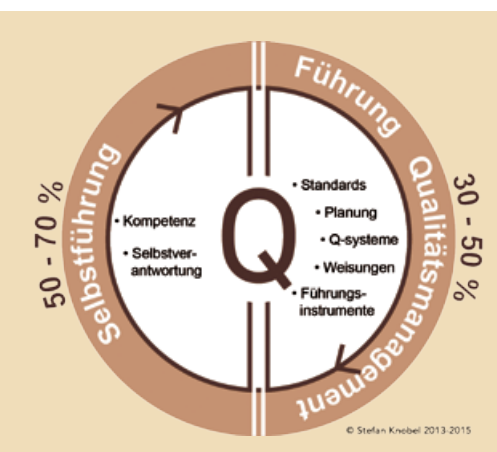 Führung
Qualitätsmanagement
Selbstführung
50 - 70 %
30 - 50 %
Q
• Kompetenz
• Selbstver-
antwortung
• Standards
• Planung
• Q-systeme
• Weisungen
• Führungs-
instrumente
© Stefan Knobel 2013-2015